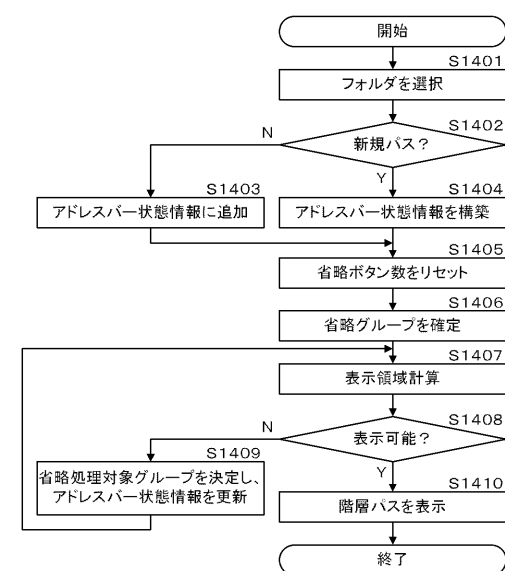 開始
S1401
フォルダを選択
S1402
新規パス？
N
Y
S1403
アドレスバー状態情報に追加
S1404
アドレスバー状態情報を構築
S1405
省略ボタン数をリセット
S1406
省略グループを確定
S1407
表示領域計算
S1408
表示可能？
N
Y
S1409
省略処理対象グループを決定し、
アドレスバー状態情報を更新
S1410
階層パスを表示
終了